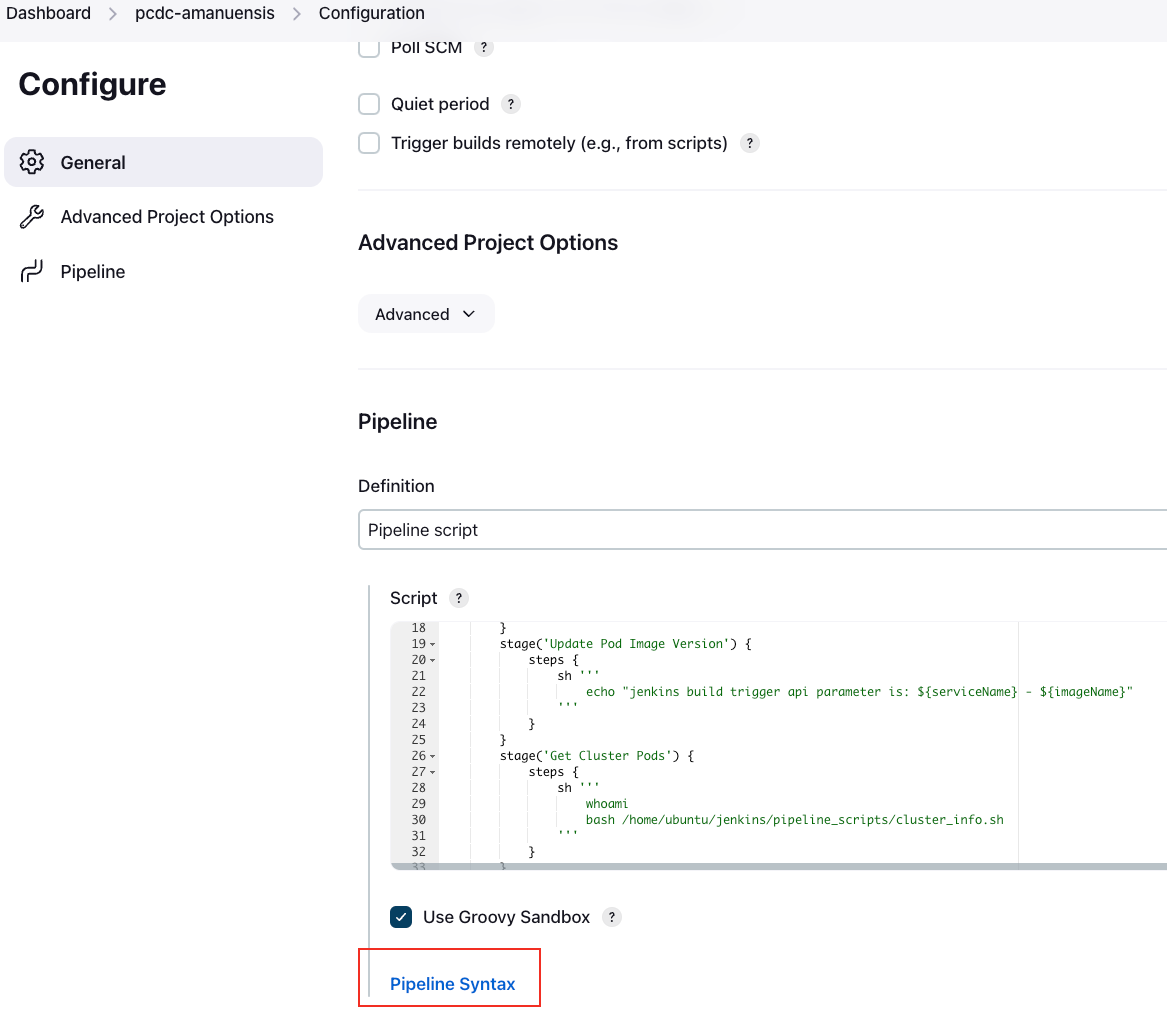 Dashboard > pcdc-amanuensis > Configuration
Configure
General
Advanced Project Options
Pipeline
Poll SCM ?
Quiet period ?
Trigger builds remotely (e.g., from scripts) ?
Advanced Project Options
Advanced
Pipeline
Definition
Pipeline script
Script ?
18 }
19 stage('Update Pod Image Version') {
20 steps {
21 sh '''
22 echo "jenkins build trigger api parameter is: ${serviceName} - ${imageName}"
23 '''
24 }
25 }
26 stage('Get Cluster Pods') {
27 steps {
28 sh '''
29 whoami
30 bash /home/ubuntu/jenkins/pipeline_scripts/cluster_info.sh
31 '''
32 }
33 }
Use Groovy Sandbox ?
Pipeline Syntax